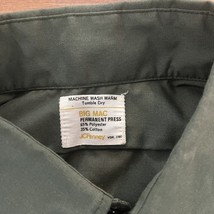 MACHINE WASH WARM
Tumble Dry
BIG MAC
PERMANENT PRESS
65% Polyester
35% Cotton
JCPenney